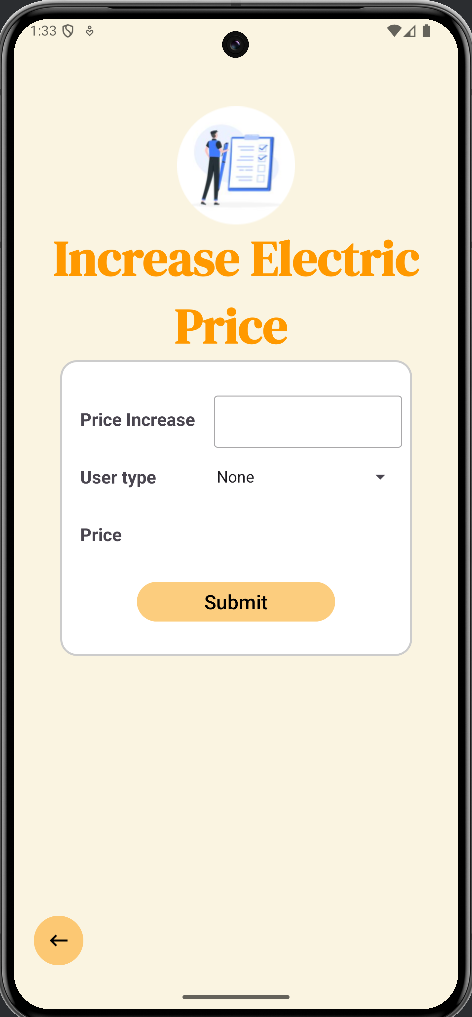 1:33
Increase Electric
Price
Price Increase
User type None
Price
Submit